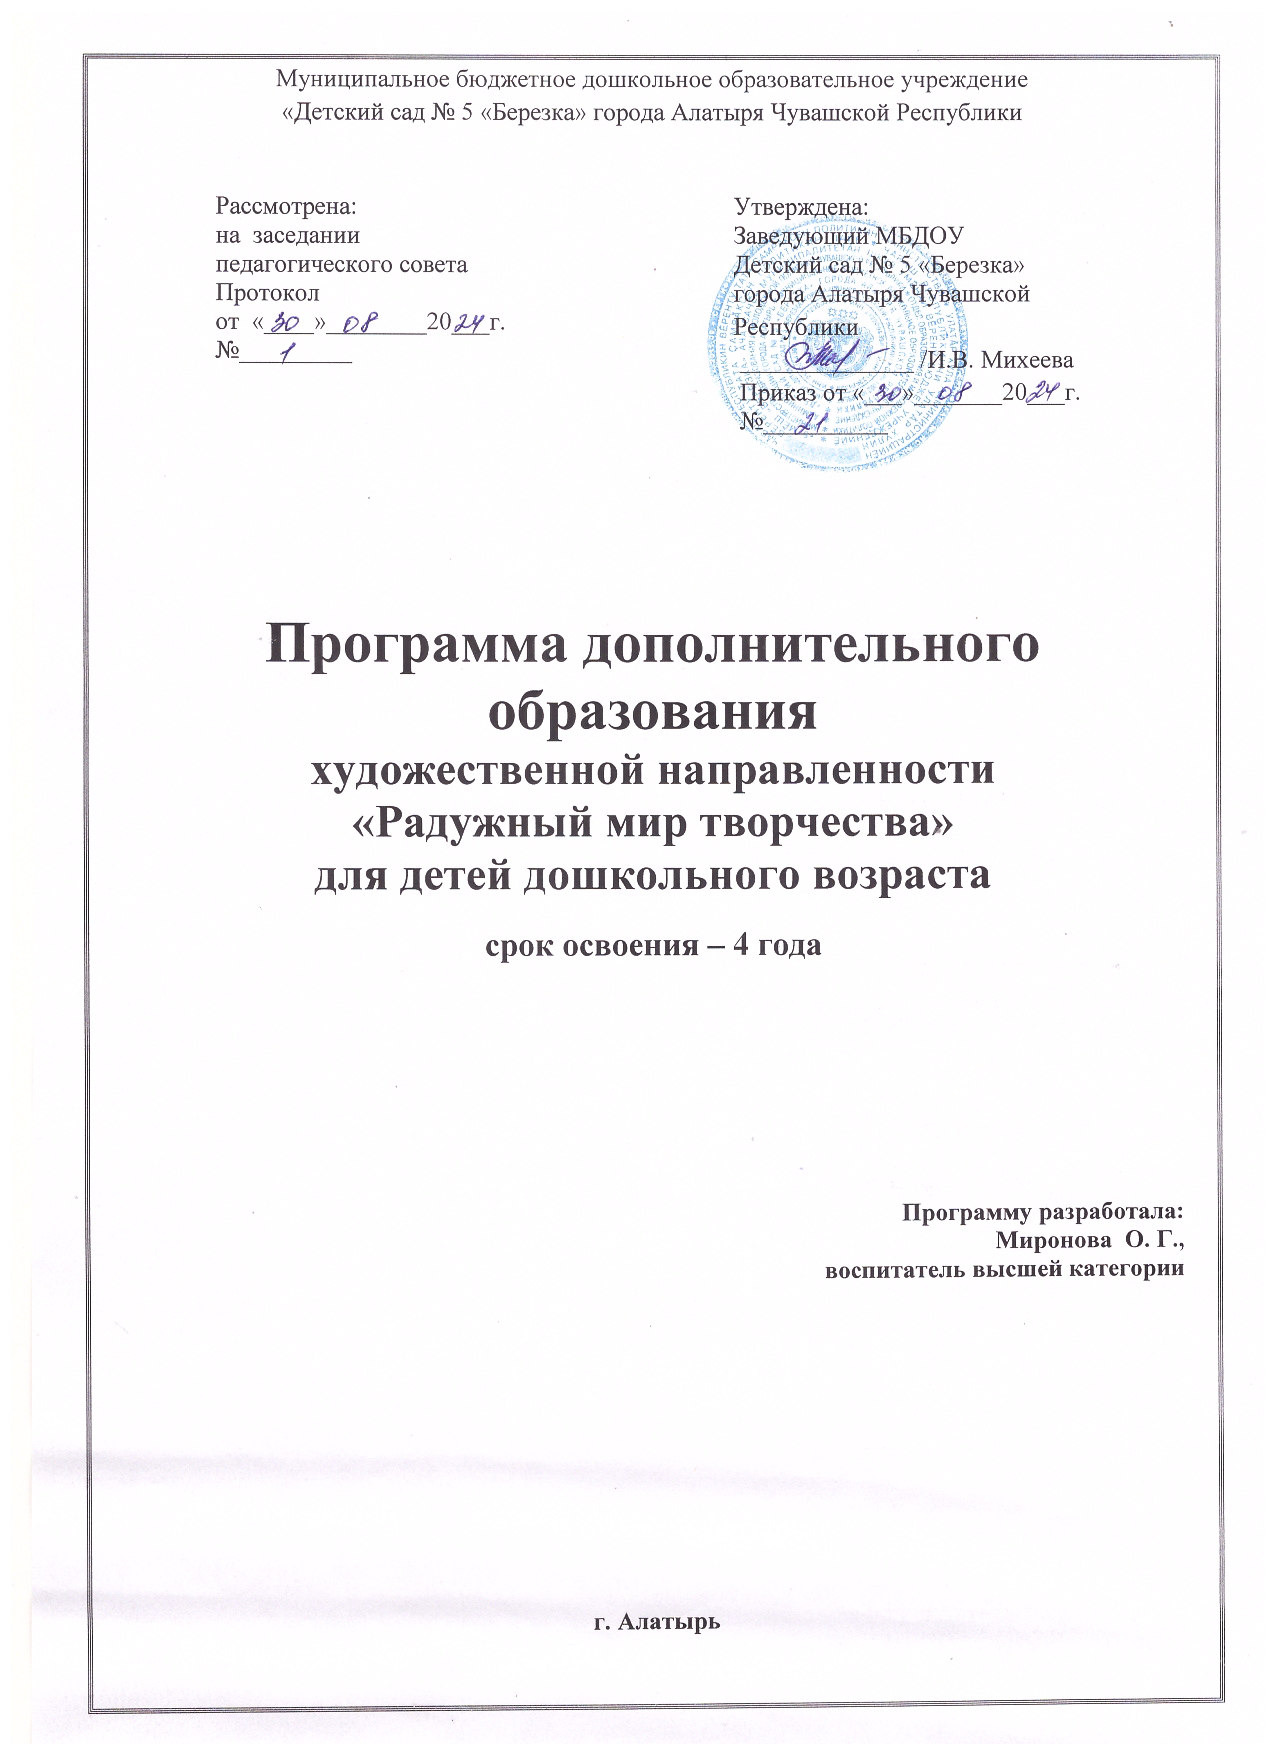 Муниципальное бюджетное дошкольное образовательное учреждение
«Детский сад № 5 «Березка» города Алатыря Чувашской Республики
Рассмотрена:
на заседании
педагогического совета
Протокол
от «30» 08 2024г.
№ 1
Утверждена:
Заведующий МБДОУ
Детский сад № 5 «Березка»
города Алатыря Чувашской
Республики
/И.В. Михеева
Приказ от «30» 08 2024г.
№ 21
Программа дополнительного
образования
художественной направленности
«Радужный мир творчества»
для детей дошкольного возраста
срок освоения – 4 года
Программу разработала:
Миронова О. Г.,
воспитатель высшей категории
г. Алатырь